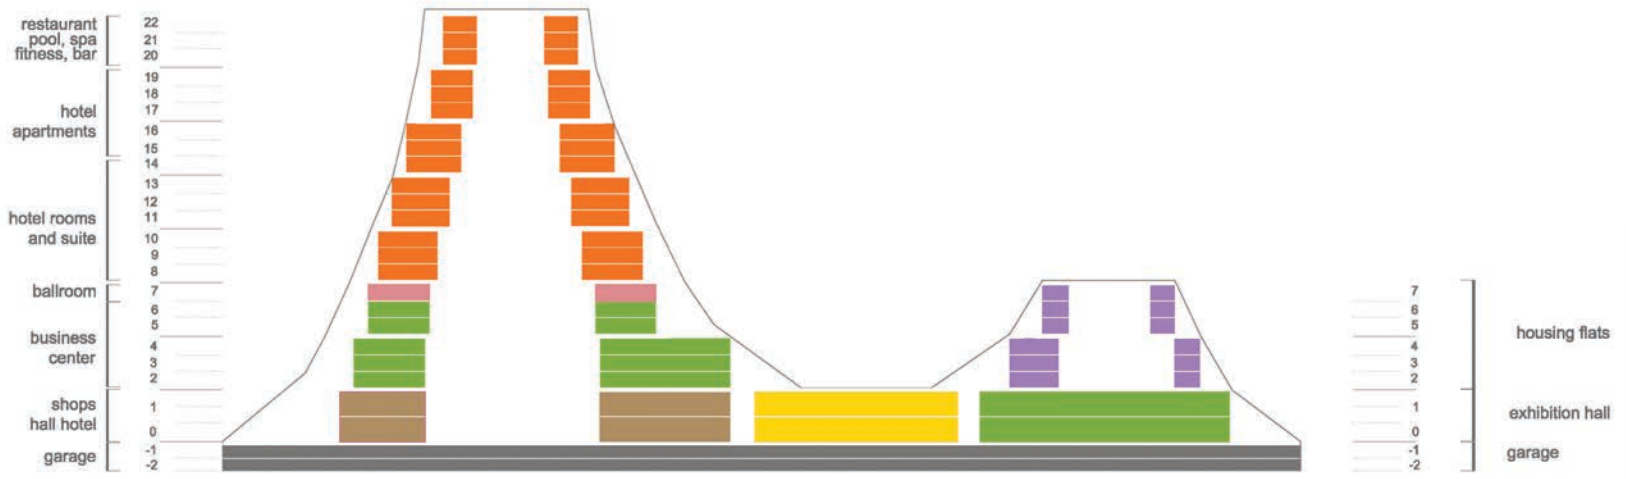 restaurant
pool, spa
fitness, bar
22
21
20
hotel
apartments
19
18
17
16
15
14
hotel rooms
and suite
13
12
11
10
9
8
ballroom
7
business
center
6
5
4
3
2
shops
hall hotel
1
0
garage
-1
-2
7
6
5
4
3
2
housing flats
1
0
exhibition hall
-1
-2
garage